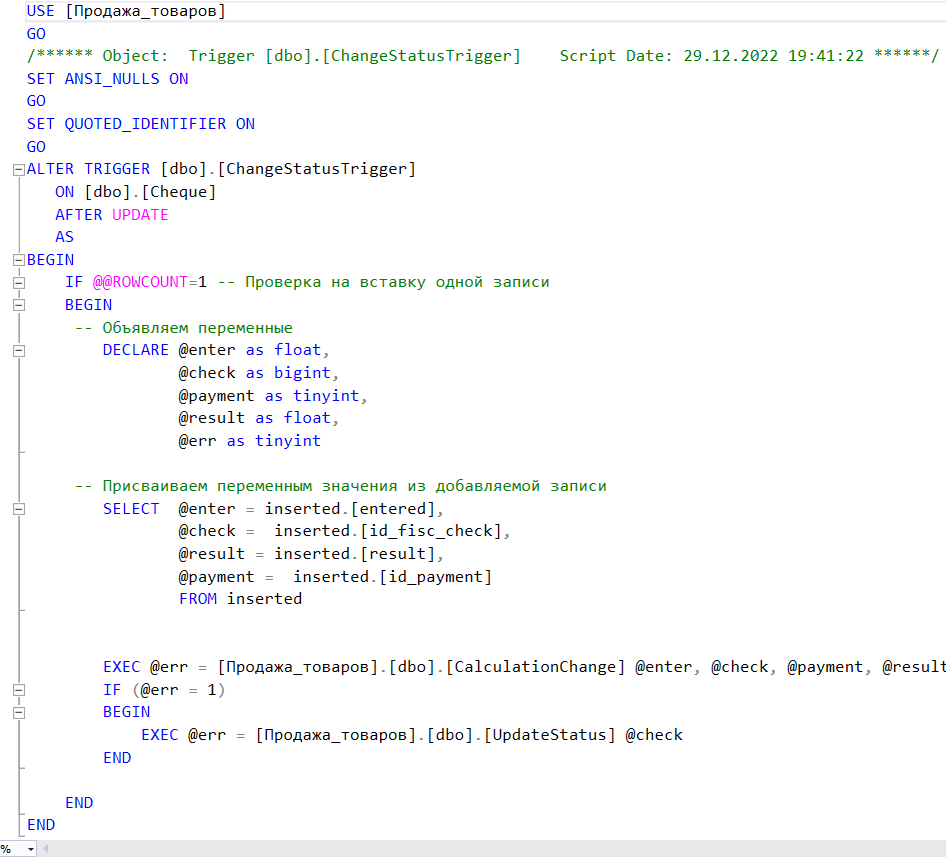 USE [Продажа_товаров]
GO
/****** Object:  Trigger [dbo].[ChangeStatusTrigger]    Script Date: 29.12.2022 19:41:22 ******/
SET ANSI_NULLS ON
GO
SET QUOTED_IDENTIFIER ON
GO
ALTER TRIGGER [dbo].[ChangeStatusTrigger]
   ON [dbo].[Cheque]
   AFTER UPDATE
   AS
BEGIN
    IF @@ROWCOUNT=1 -- Проверка на вставку одной записи
    BEGIN
     -- Объявляем переменные
        DECLARE @enter as float,
                @check as bigint,
                @payment as tinyint,
                @result as float,
                @err as tinyint
     -- Присваиваем переменным значения из добавляемой записи
        SELECT  @enter = inserted.[entered],
                @check =  inserted.[id_fisc_check],
                @result = inserted.[result],
                @payment =  inserted.[id_payment]
                FROM inserted
        EXEC @err = [Продажа_товаров].[dbo].[CalculationChange] @enter, @check, @payment, @result
        IF (@err = 1)
        BEGIN
            EXEC @err = [Продажа_товаров].[dbo].[UpdateStatus] @check
        END
    END
END
%